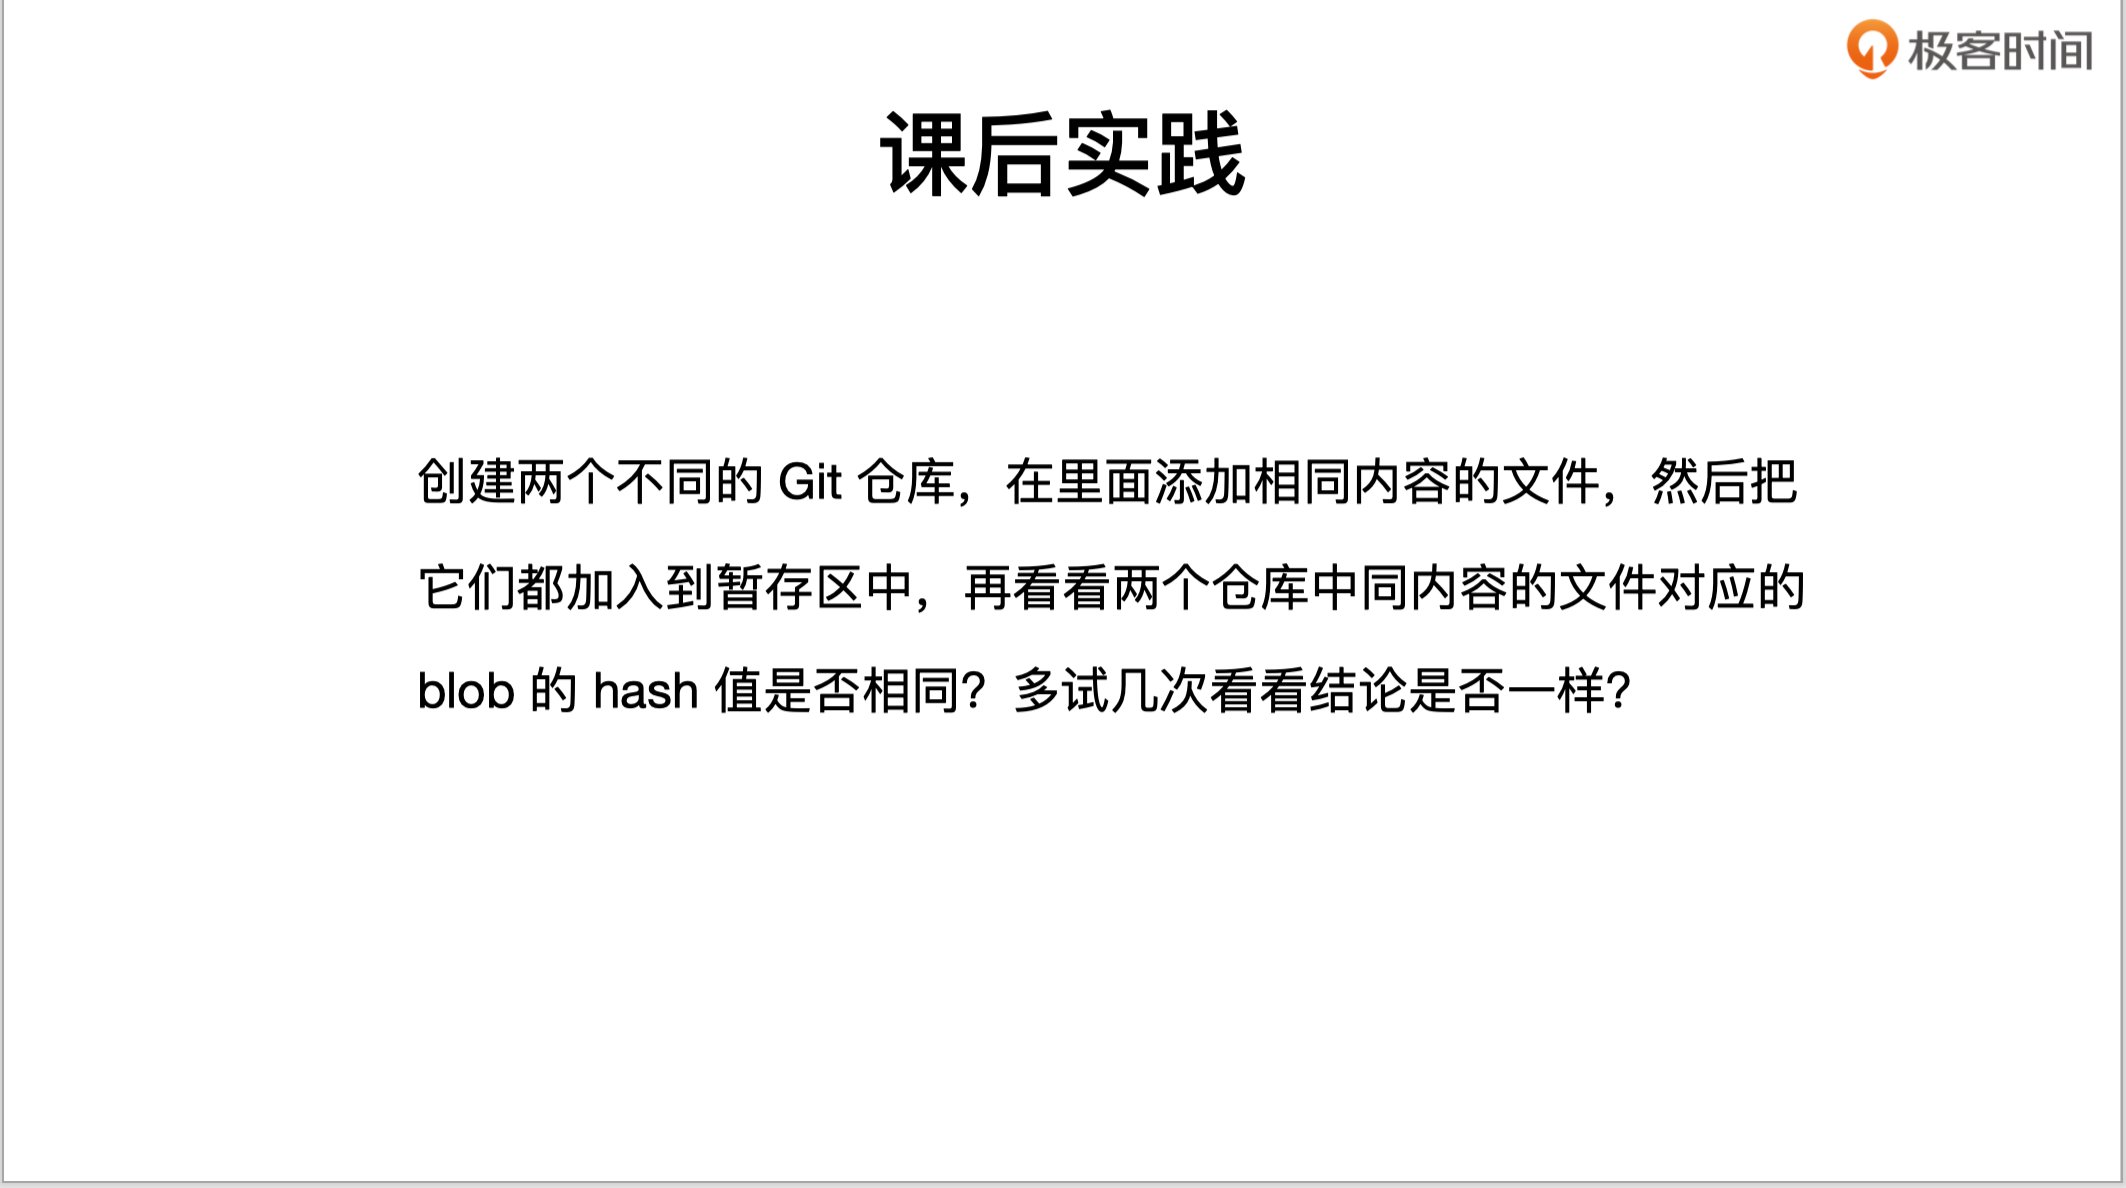 极客时间
课后实践
创建两个不同的 Git 仓库，在里面添加相同内容的文件，然后把
它们都加入到暂存区中，再看看两个仓库中同内容的文件对应的
blob 的 hash 值是否相同？多试几次看看结论是否一样？